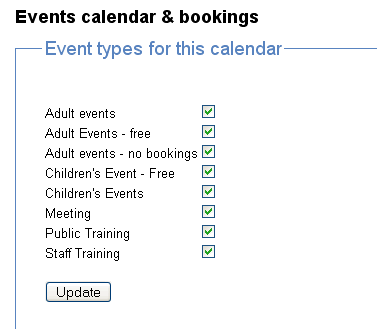 Events calendar & bookings
Event types for this calendar
Adult events
Adult Events - free
Adult events - no bookings
Children's Event - Free
Children's Events
Meeting
Public Training
Staff Training
Update